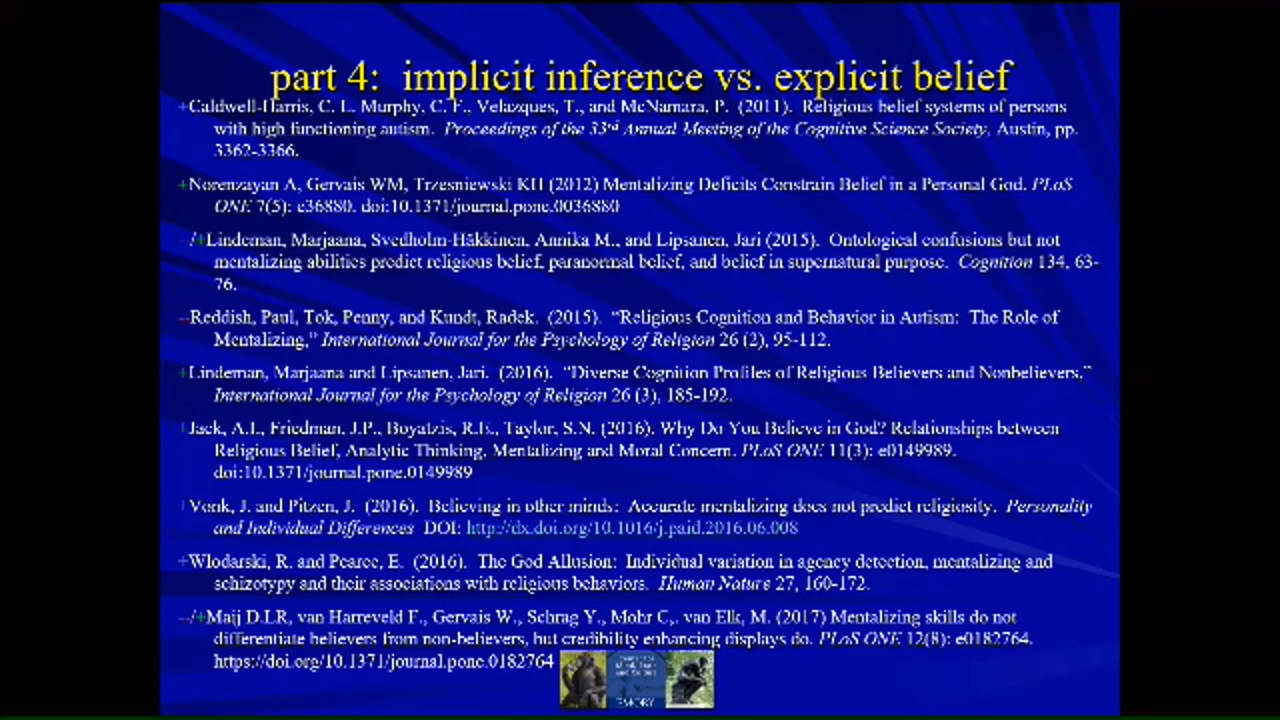 part 4: implicit inference vs. explicit belief
+Caldwell-Harris, C. L. Murphy, C. F., Velazques, T., and McNamara, P. (2011). Religious belief systems of persons
with high functioning autism. Proceedings of the 33rd Annual Meeting of the Cognitive Science Society, Austin, pp.
3362-3366.
+Norenzayan A, Gervais WM, Trzesniewski KH (2012) Mentalizing Deficits Constrain Belief in a Personal God. PLoS
ONE 7(5): e36880. doi:10.1371/journal.pone.0036880
--/+Lindeman, Marjaana, Svedholm-Häkkinen, Annika M., and Lipsanen, Jari (2015). Ontological confusions but not
mentalizing abilities predict religious belief, paranormal belief, and belief in supernatural purpose. Cognition 134, 63-
76.
--Reddish, Paul, Tok, Penny, and Kundt, Radek. (2015). “Religious Cognition and Behavior in Autism: The Role of
Mentalizing,” International Journal for the Psychology of Religion 26 (2), 95-112.
+Lindeman, Marjaana and Lipsanen, Jari. (2016). “Diverse Cognition Profiles of Religious Believers and Nonbelievers,”
International Journal for the Psychology of Religion 26 (3), 185-192.
+Jack, A.I., Friedman, J.P., Boyatzis, R.E., Taylor, S.N. (2016). Why Do You Believe in God? Relationships between
Religious Belief, Analytic Thinking, Mentalizing and Moral Concern. PLoS ONE 11(3): e0149989.
doi:10.1371/journal.pone.0149989
+Vonk, J. and Pitzen, J. (2016). Believing in other minds: Accurate mentalizing does not predict religiosity. Personality
and Individual Differences DOI: http://dx.doi.org/10.1016/j.paid.2016.06.008
+Wlodarski, R. and Pearce, E. (2016). The God Allusion: Individual variation in agency detection, mentalizing and
schizotypy and their associations with religious behaviors. Human Nature 27, 160-172.
--/+Maij D.LR, van Harreveld F., Gervais W., Schrag Y., Mohr C,. van Elk, M. (2017) Mentalizing skills do not
differentiate believers from non-believers, but credibility enhancing displays do. PLoS ONE 12(8): e0182764.
https://doi.org/10.1371/journal.pone.0182764
EMORY